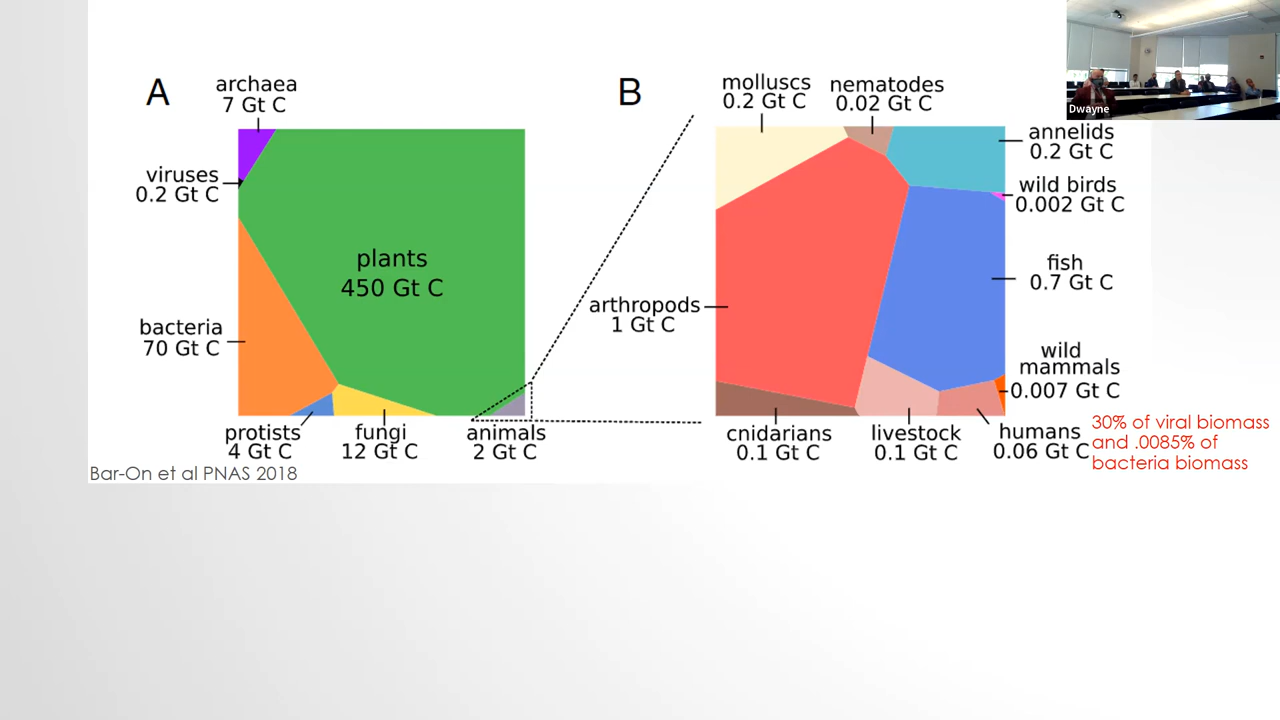 A
archaea
7 Gt C
viruses
0.2 Gt C
plants
450 Gt C
bacteria
70 Gt C
protists
4 Gt C
fungi
12 Gt C
animals
2 Gt C
Bar-On et al PNAS 2018
B
molluscs
0.2 Gt C
nematodes
0.02 Gt C
annelids
0.2 Gt C
wild birds
0.002 Gt C
fish
0.7 Gt C
arthropods
1 Gt C
wild
mammals
0.007 Gt C
cnidarians
0.1 Gt C
livestock
0.1 Gt C
humans
0.06 Gt C
30% of viral biomass
and .0085% of
bacteria biomass
Dwayne